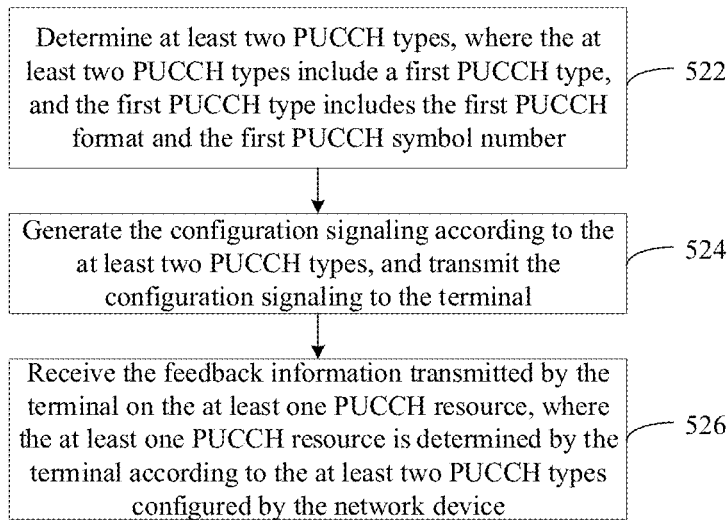 Determine at least two PUCCH types, where the at
least two PUCCH types include a first PUCCH type,
and the first PUCCH type includes the first PUCCH
format and the first PUCCH symbol number
522
Generate the configuration signaling according to the
at least two PUCCH types, and transmit the
configuration signaling to the terminal
524
Receive the feedback information transmitted by the
terminal on the at least one PUCCH resource, where
the at least one PUCCH resource is determined by the
terminal according to the at least two PUCCH types
configured by the network device
526